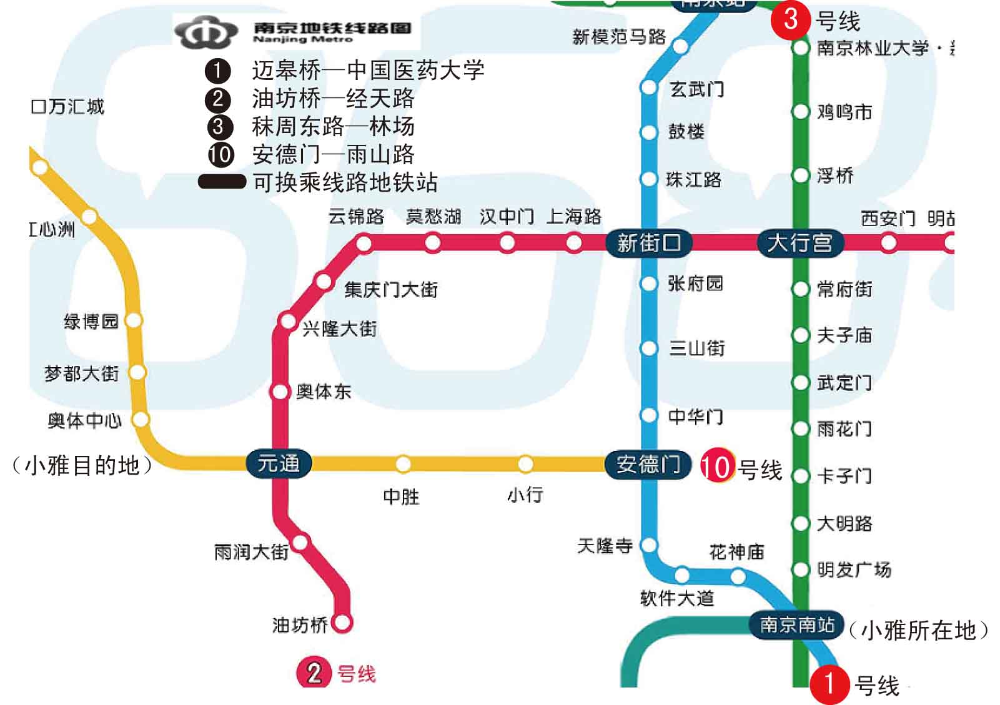 南京站
3 号线
新模范马路
南京林业大学·
南京地铁线路图
Nanjing Metro
1 迈皋桥—中国医药大学
2 油坊桥—经天路
3 秣周东路—林场
10 安德门—雨山路
可换乘线路地铁站
口万汇城
玄武门
鸡鸣市
鼓楼
珠江路
浮桥
云锦路
莫愁湖
汉中门
上海路
西安门
明故
心洲
新街口
大行宫
集庆门大街
张府园
常府街
绿博园
兴隆大街
夫子庙
三山街
梦都大街
武定门
奥体东
奥体中心
中华门
雨花门
（小雅目的地）
元通
安德门
10 号线
卡子门
中胜
小行
大明路
雨润大街
天隆寺
花神庙
明发广场
软件大道
油坊桥
南京南站
（小雅所在地）
2 号线
1 号线